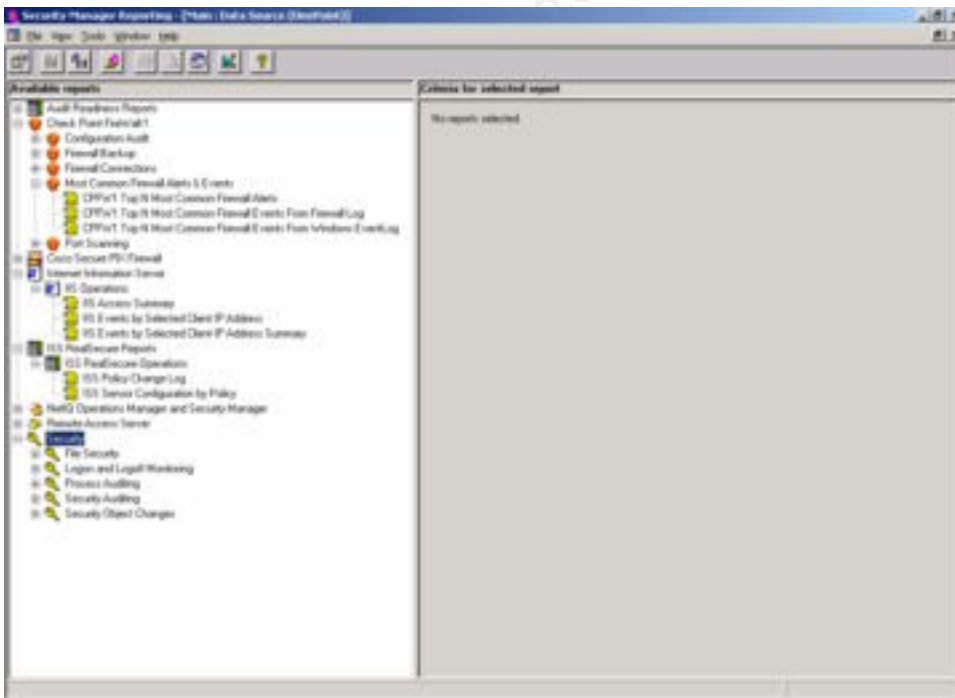 Security Manager Reporting - [Main : Data Source (OnePoint)]
File View Tools Window Help
Available reports
Criteria for selected report
Audit Readiness Reports
No reports selected
Check Point FireWall-1
Configuration Audit
Firewall Backup
Firewall Connections
Most Common Firewall Alerts & Events
CPFW1 Top N Most Common Firewall Alerts
CPFW1 Top N Most Common Firewall Events From Firewall Log
CPFW1 Top N Most Common Firewall Events From Windows EventLog
Port Scanning
Cisco Secure PIX Firewall
Internet Information Server
IIS Operations
IIS Access Summary
IIS Events by Selected Client IP Address
IIS Events by Selected Client IP Address Summary
ISS RealSecure Reports
ISS RealSecure Operations
ISS Policy Change Log
ISS Sensor Configuration by Policy
NetIQ Operations Manager and Security Manager
Remote Access Server
Security
File Security
Logon and Logoff Monitoring
Process Auditing
Security Auditing
Security Object Changes